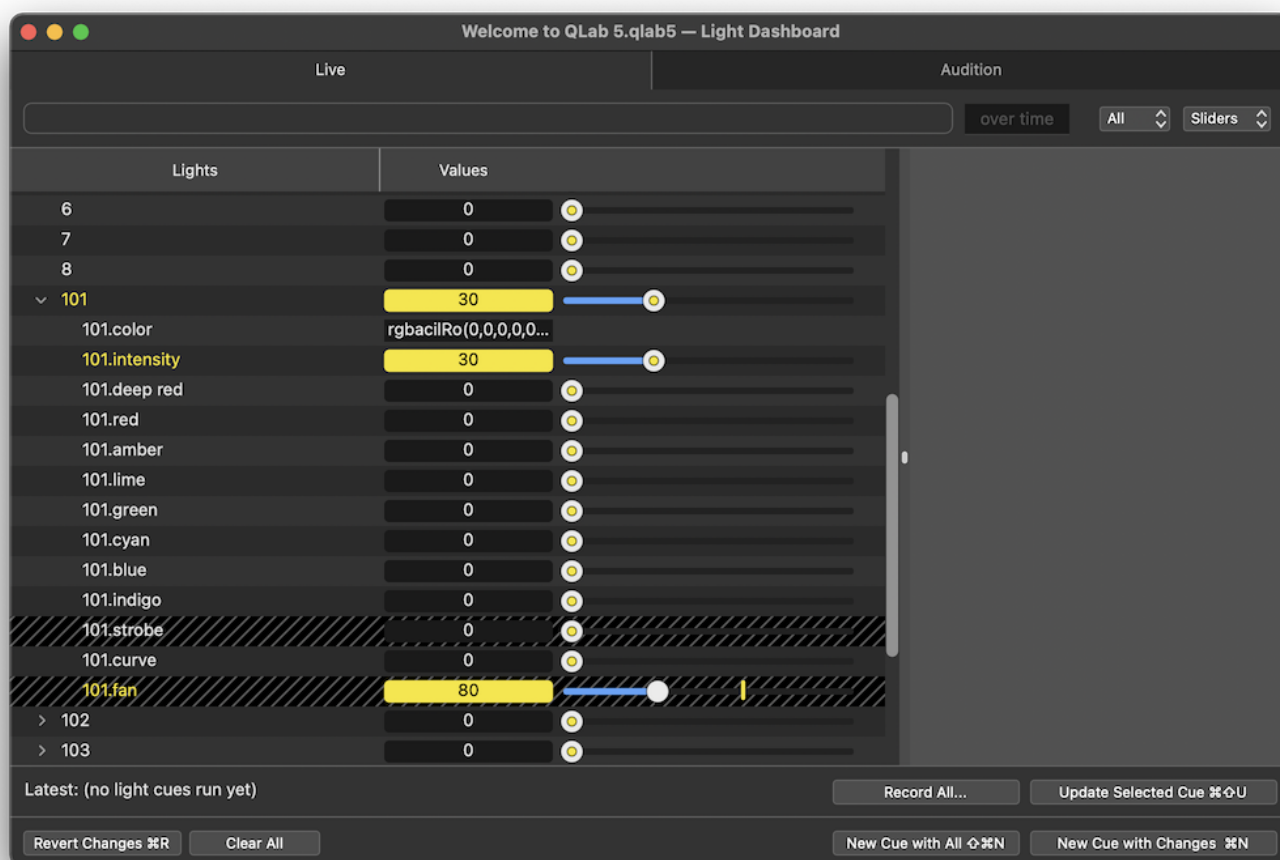 Welcome to QLab 5.qlab5 — Light Dashboard
Live Audition
over time All Sliders
Lights Values
6 0
7 0
8 0
101 30
101.color rgbacilRo(0,0,0,0,0...
101.intensity 30
101.deep red 0
101.red 0
101.amber 0
101.lime 0
101.green 0
101.cyan 0
101.blue 0
101.indigo 0
101.strobe 0
101.curve 0
101.fan 80
102 0
103 0
Latest: (no light cues run yet) Record All... Update Selected Cue ⌘⇧U
Revert Changes ⌘R Clear All New Cue with All ⇧⌘N New Cue with Changes ⌘N